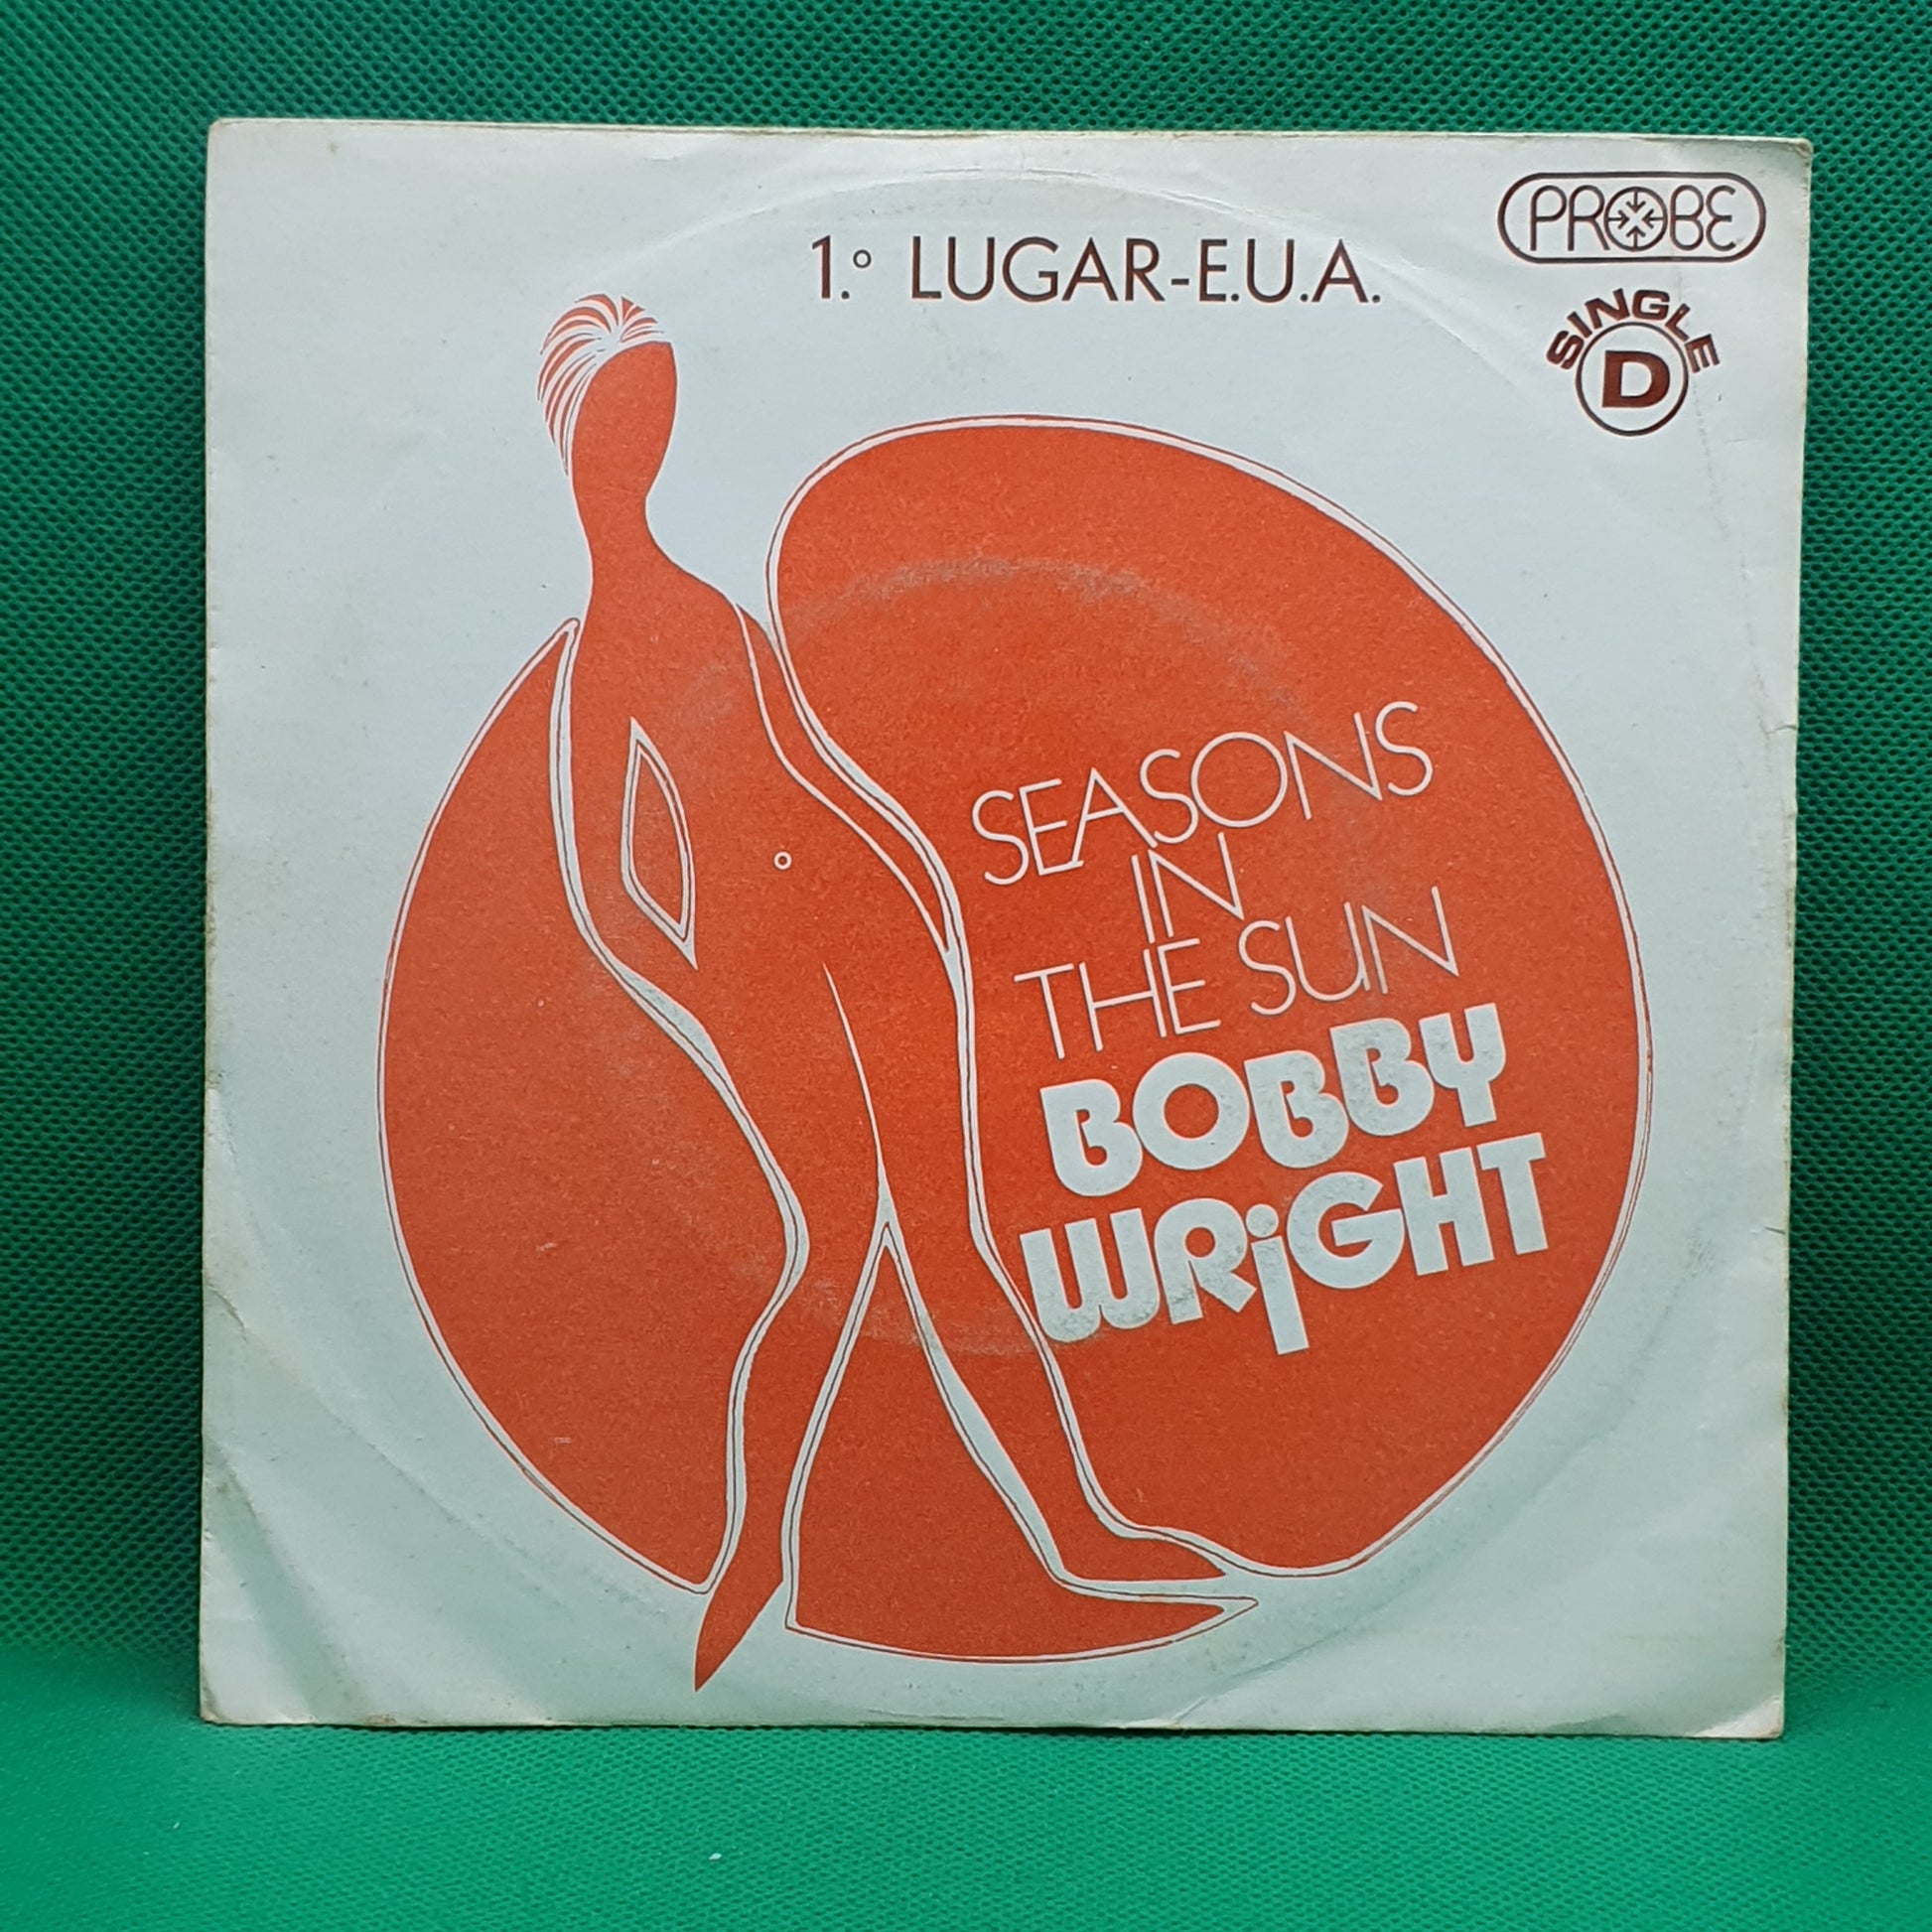 PROBE
1.º LUGAR-E.U.A.
SINGLE
D
SEASONS
IN
THE SUN
BOBBY
WRiGHT